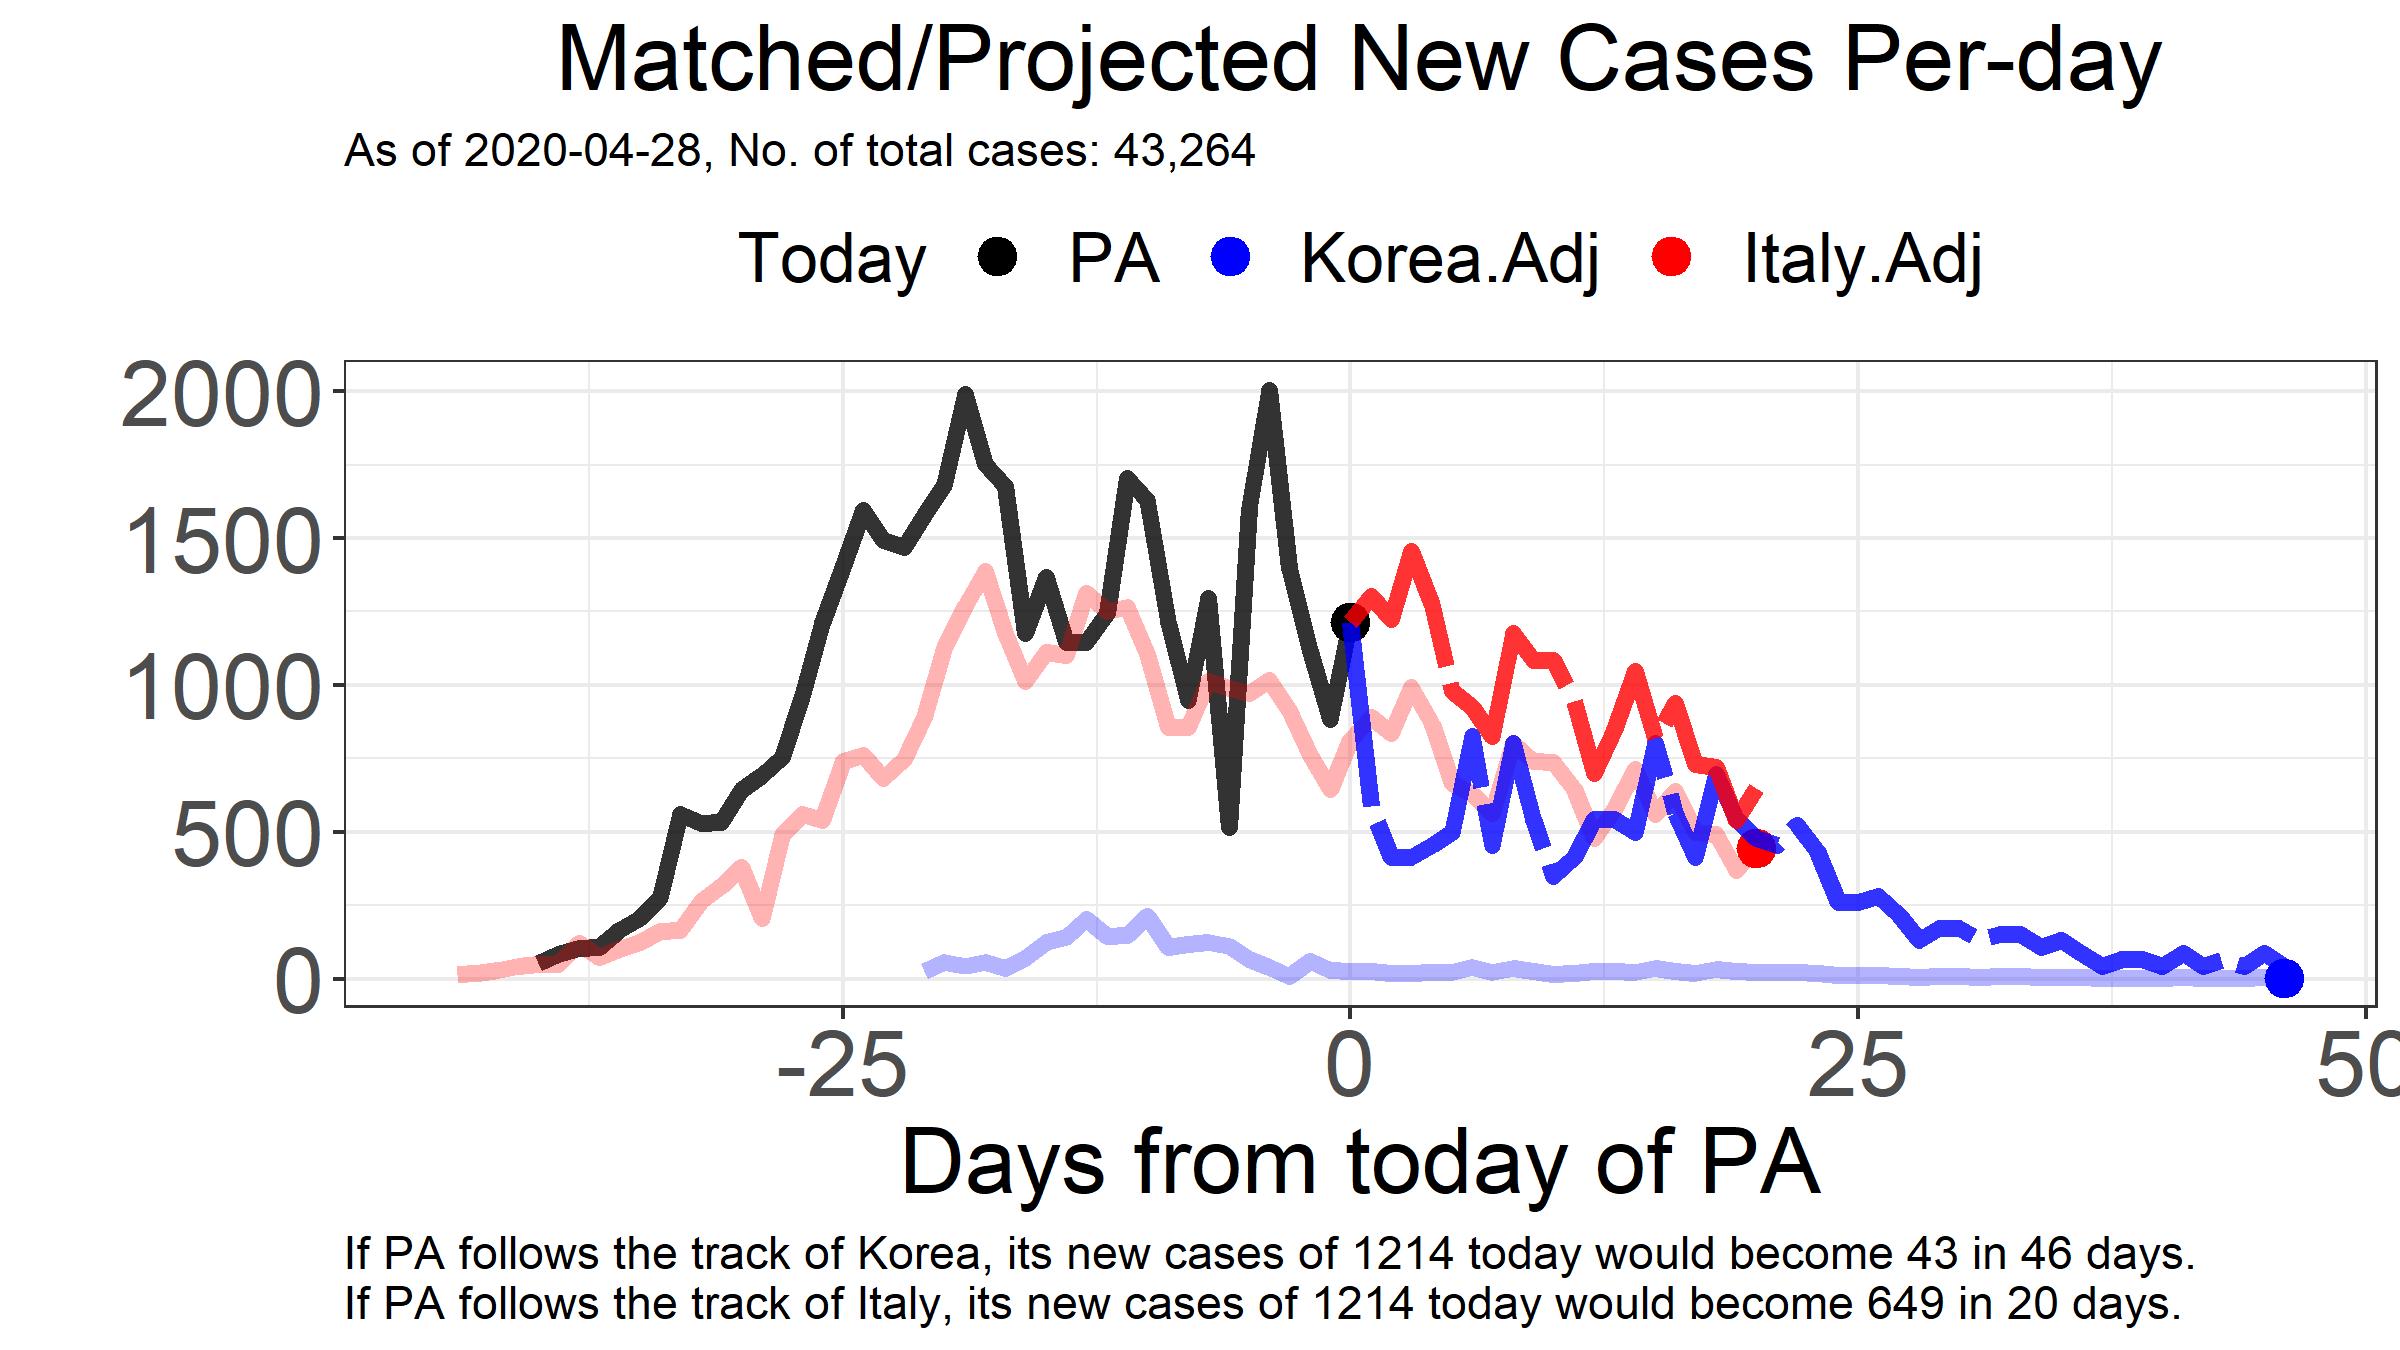 Matched/Projected New Cases Per-day
As of 2020-04-28, No. of total cases: 43,264
Today PA Korea.Adj Italy.Adj
2000
1500
1000
500
0
-25 0 25 50
Days from today of PA
If PA follows the track of Korea, its new cases of 1214 today would become 43 in 46 days.
If PA follows the track of Italy, its new cases of 1214 today would become 649 in 20 days.